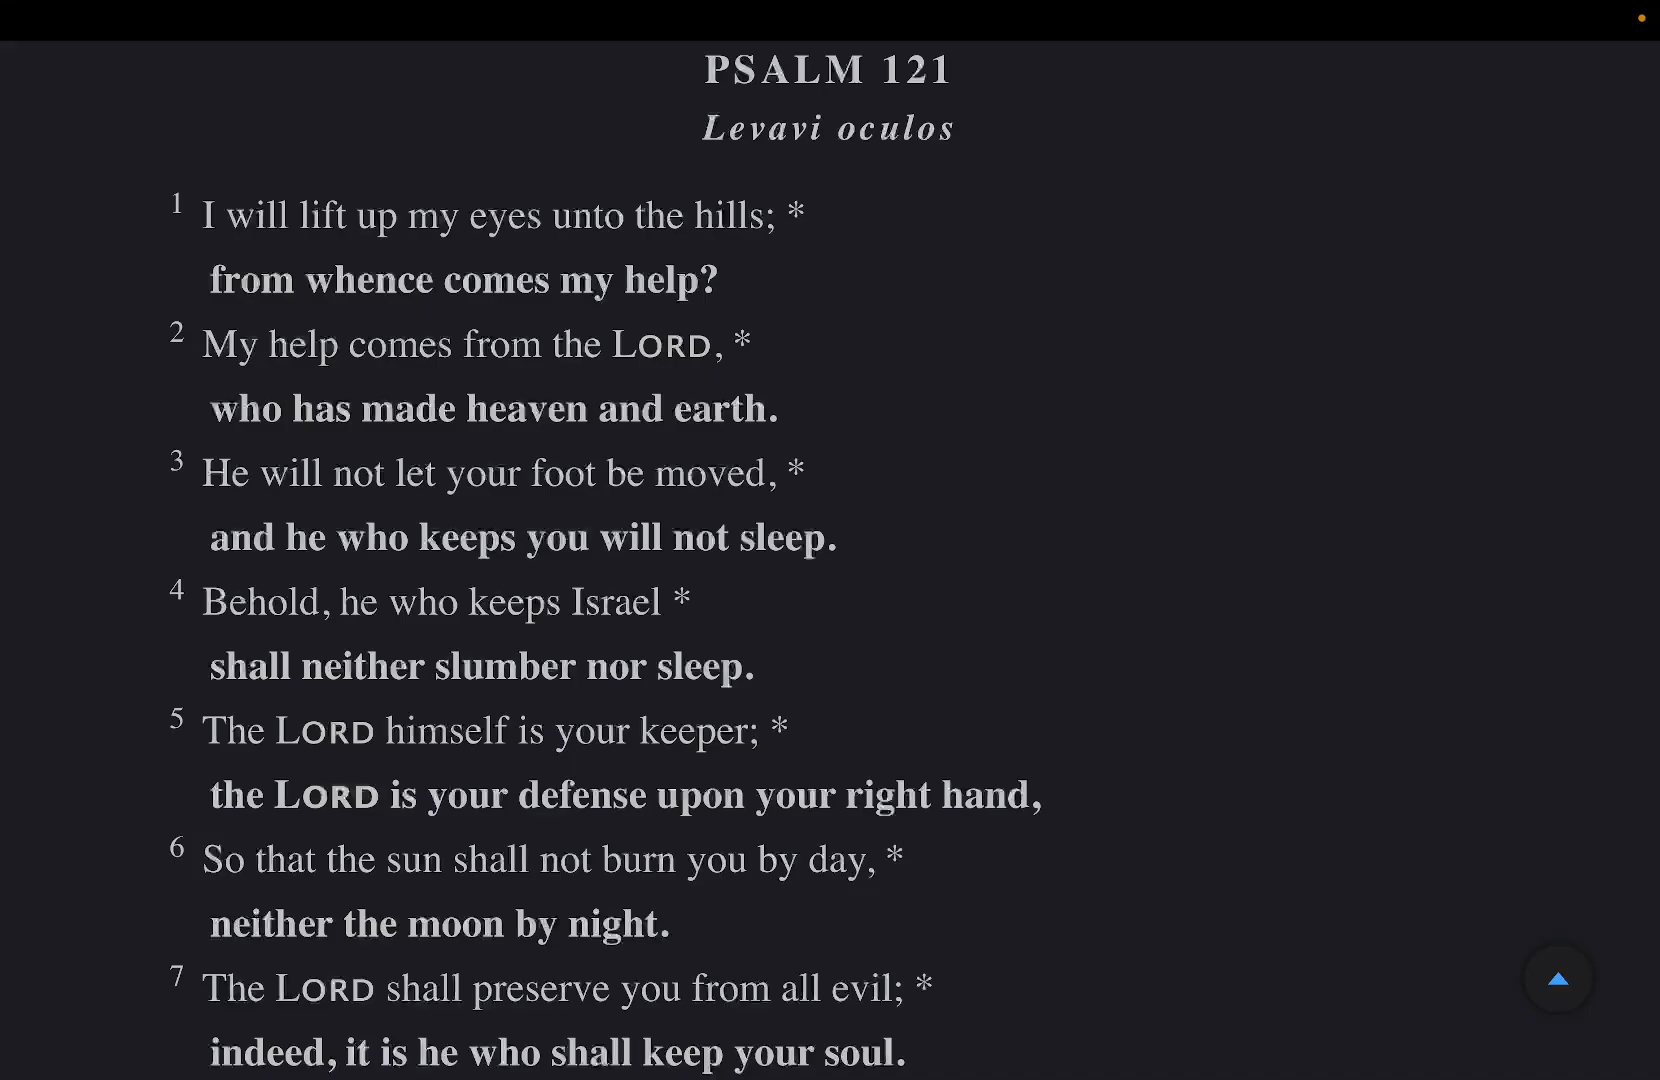 PSALM 121
Levavi oculos
1 I will lift up my eyes unto the hills; *
from whence comes my help?
2 My help comes from the LORD, *
who has made heaven and earth.
3 He will not let your foot be moved, *
and he who keeps you will not sleep.
4 Behold, he who keeps Israel *
shall neither slumber nor sleep.
5 The LORD himself is your keeper; *
the LORD is your defense upon your right hand,
6 So that the sun shall not burn you by day, *
neither the moon by night.
7 The LORD shall preserve you from all evil; *
indeed, it is he who shall keep your soul.